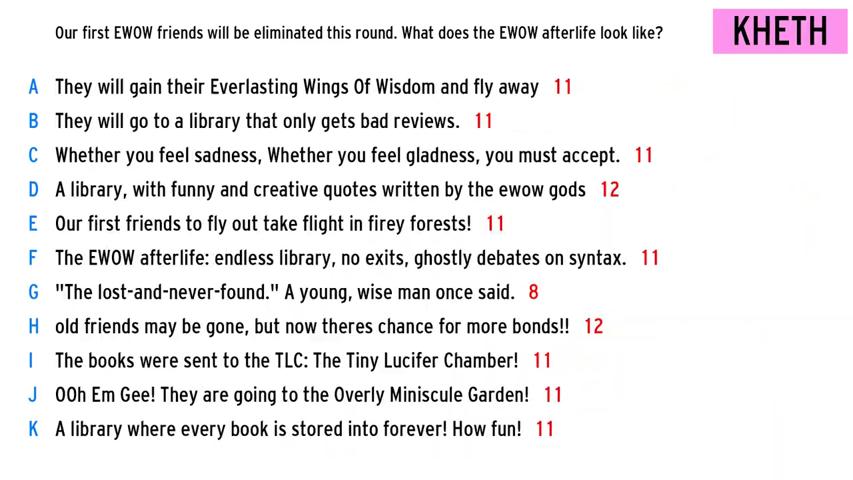 Our first EWOW friends will be eliminated this round. What does the EWOW afterlife look like?
KHETH
A They will gain their Everlasting Wings Of Wisdom and fly away 11
B They will go to a library that only gets bad reviews. 11
C Whether you feel sadness, Whether you feel gladness, you must accept. 11
D A library, with funny and creative quotes written by the ewow gods 12
E Our first friends to fly out take flight in firey forests! 11
F The EWOW afterlife: endless library, no exits, ghostly debates on syntax. 11
G "The lost-and-never-found." A young, wise man once said. 8
H old friends may be gone, but now theres chance for more bonds!! 12
I The books were sent to the TLC: The Tiny Lucifer Chamber! 11
J OOh Em Gee! They are going to the Overly Miniscule Garden! 11
K A library where every book is stored into forever! How fun! 11